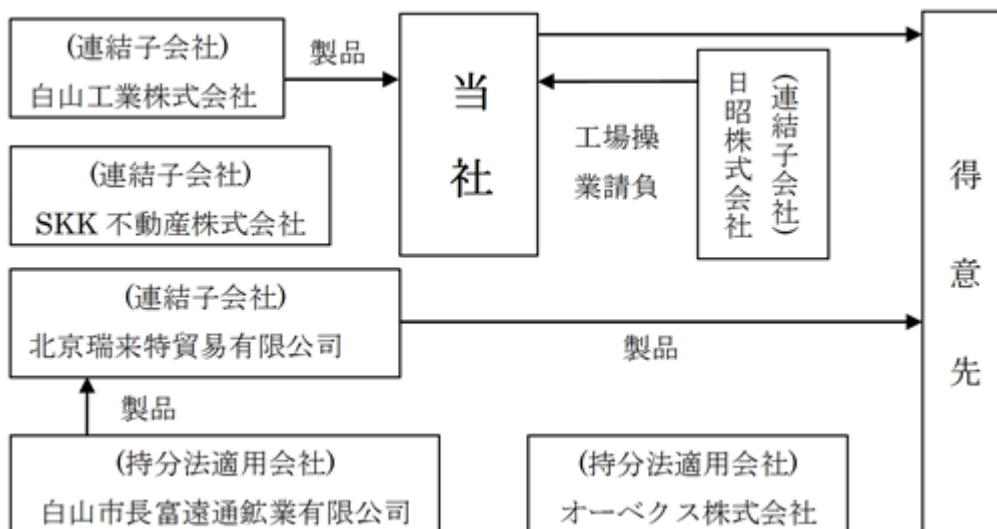 (連結子会社)
白山工業株式会社
製品
当社
(連結子会社)
日昭株式会社
工場操
業請負
得意先
(連結子会社)
SKK 不動産株式会社
(連結子会社)
北京瑞来特貿易有限公司
製品
製品
(持分法適用会社)
白山市長富遠通鉱業有限公司
(持分法適用会社)
オーベクス株式会社